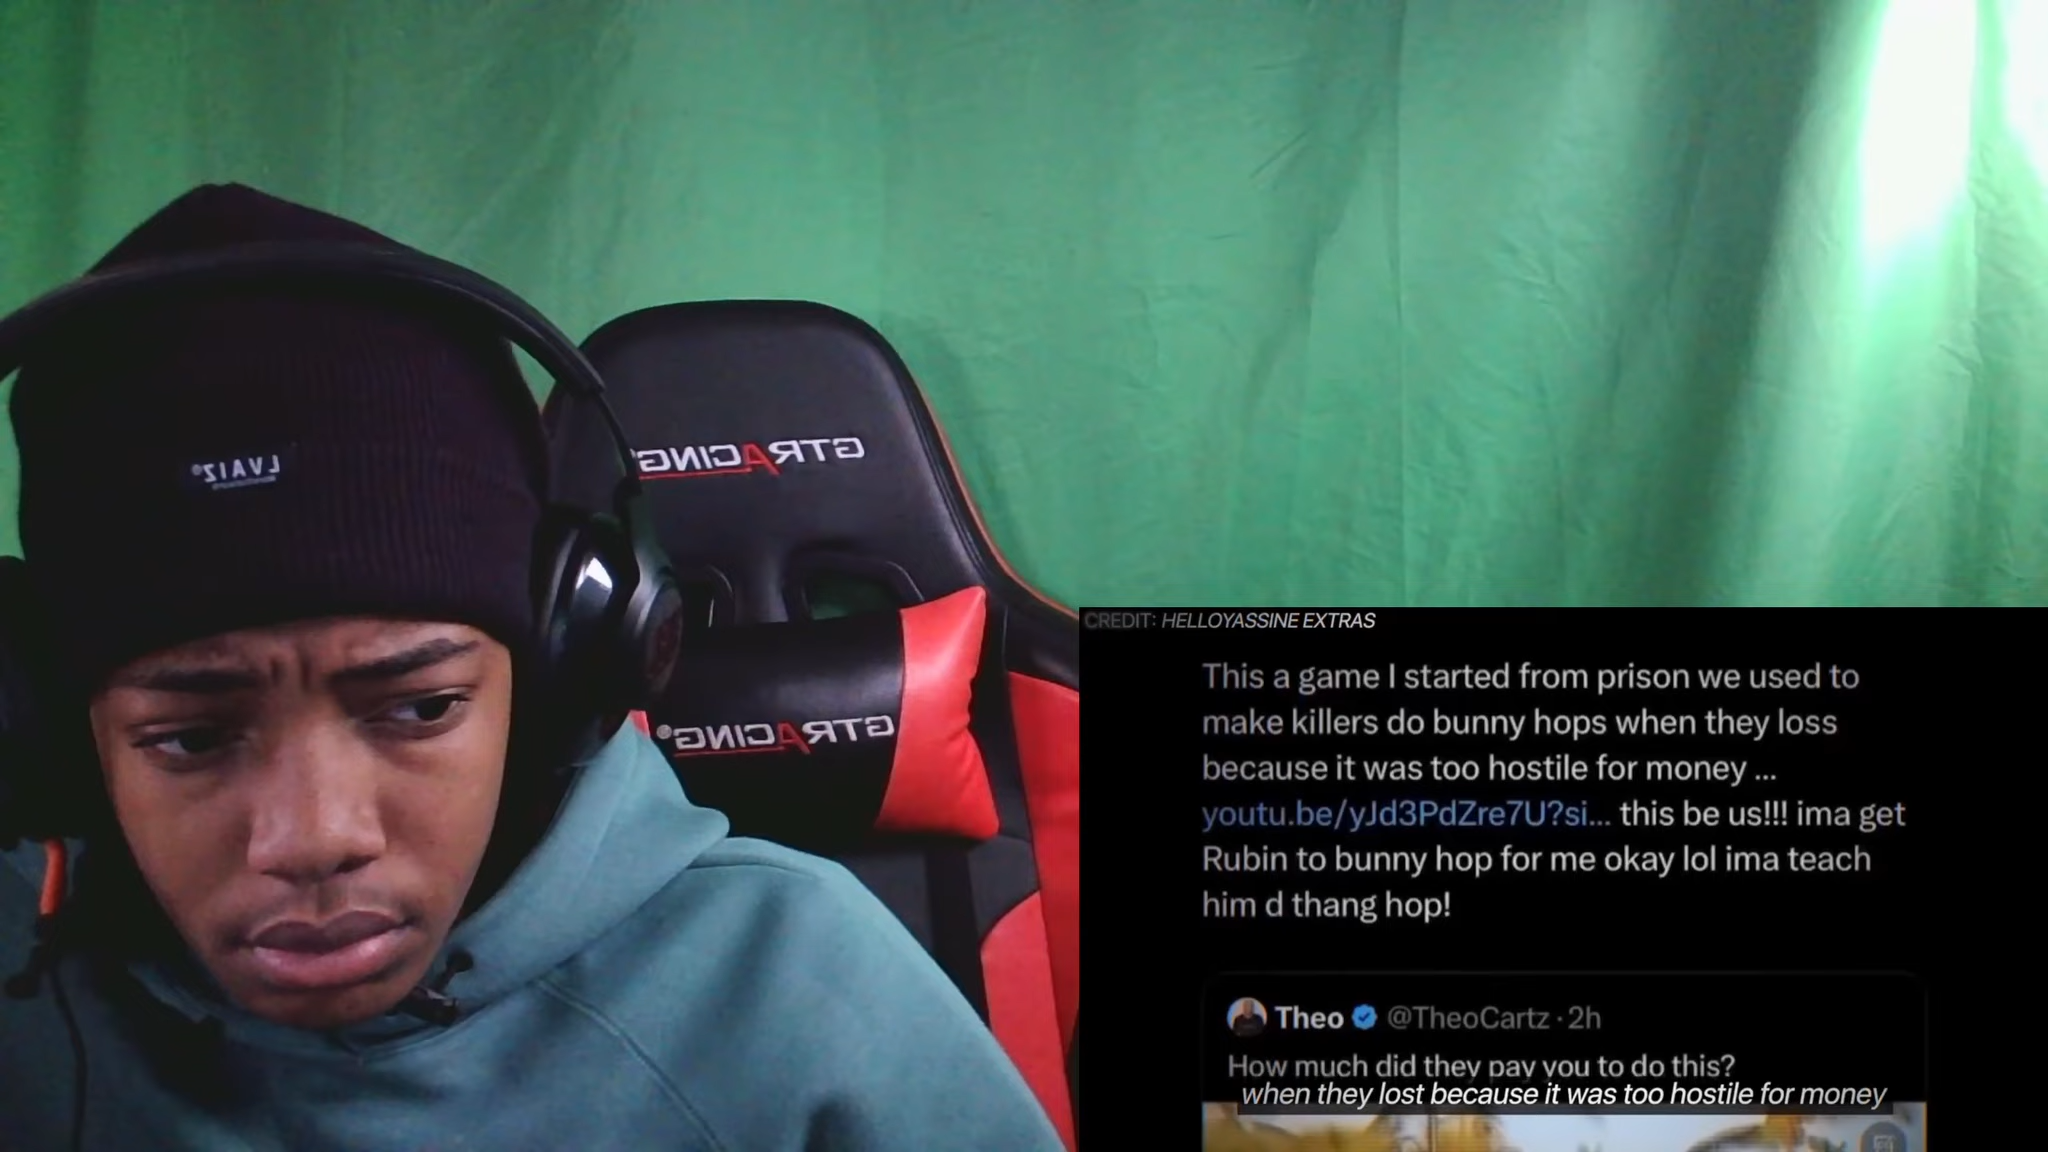 LVAIZ®
GTRACING®
GTRACING®
CREDIT: HELLOYASSINE EXTRAS
This a game I started from prison we used to
make killers do bunny hops when they loss
because it was too hostile for money ...
youtu.be/yJd3PdZre7U?si... this be us!!! ima get
Rubin to bunny hop for me okay lol ima teach
him d thang hop!
Theo @TheoCartz · 2h
How much did they pay you to do this?
when they lost because it was too hostile for money